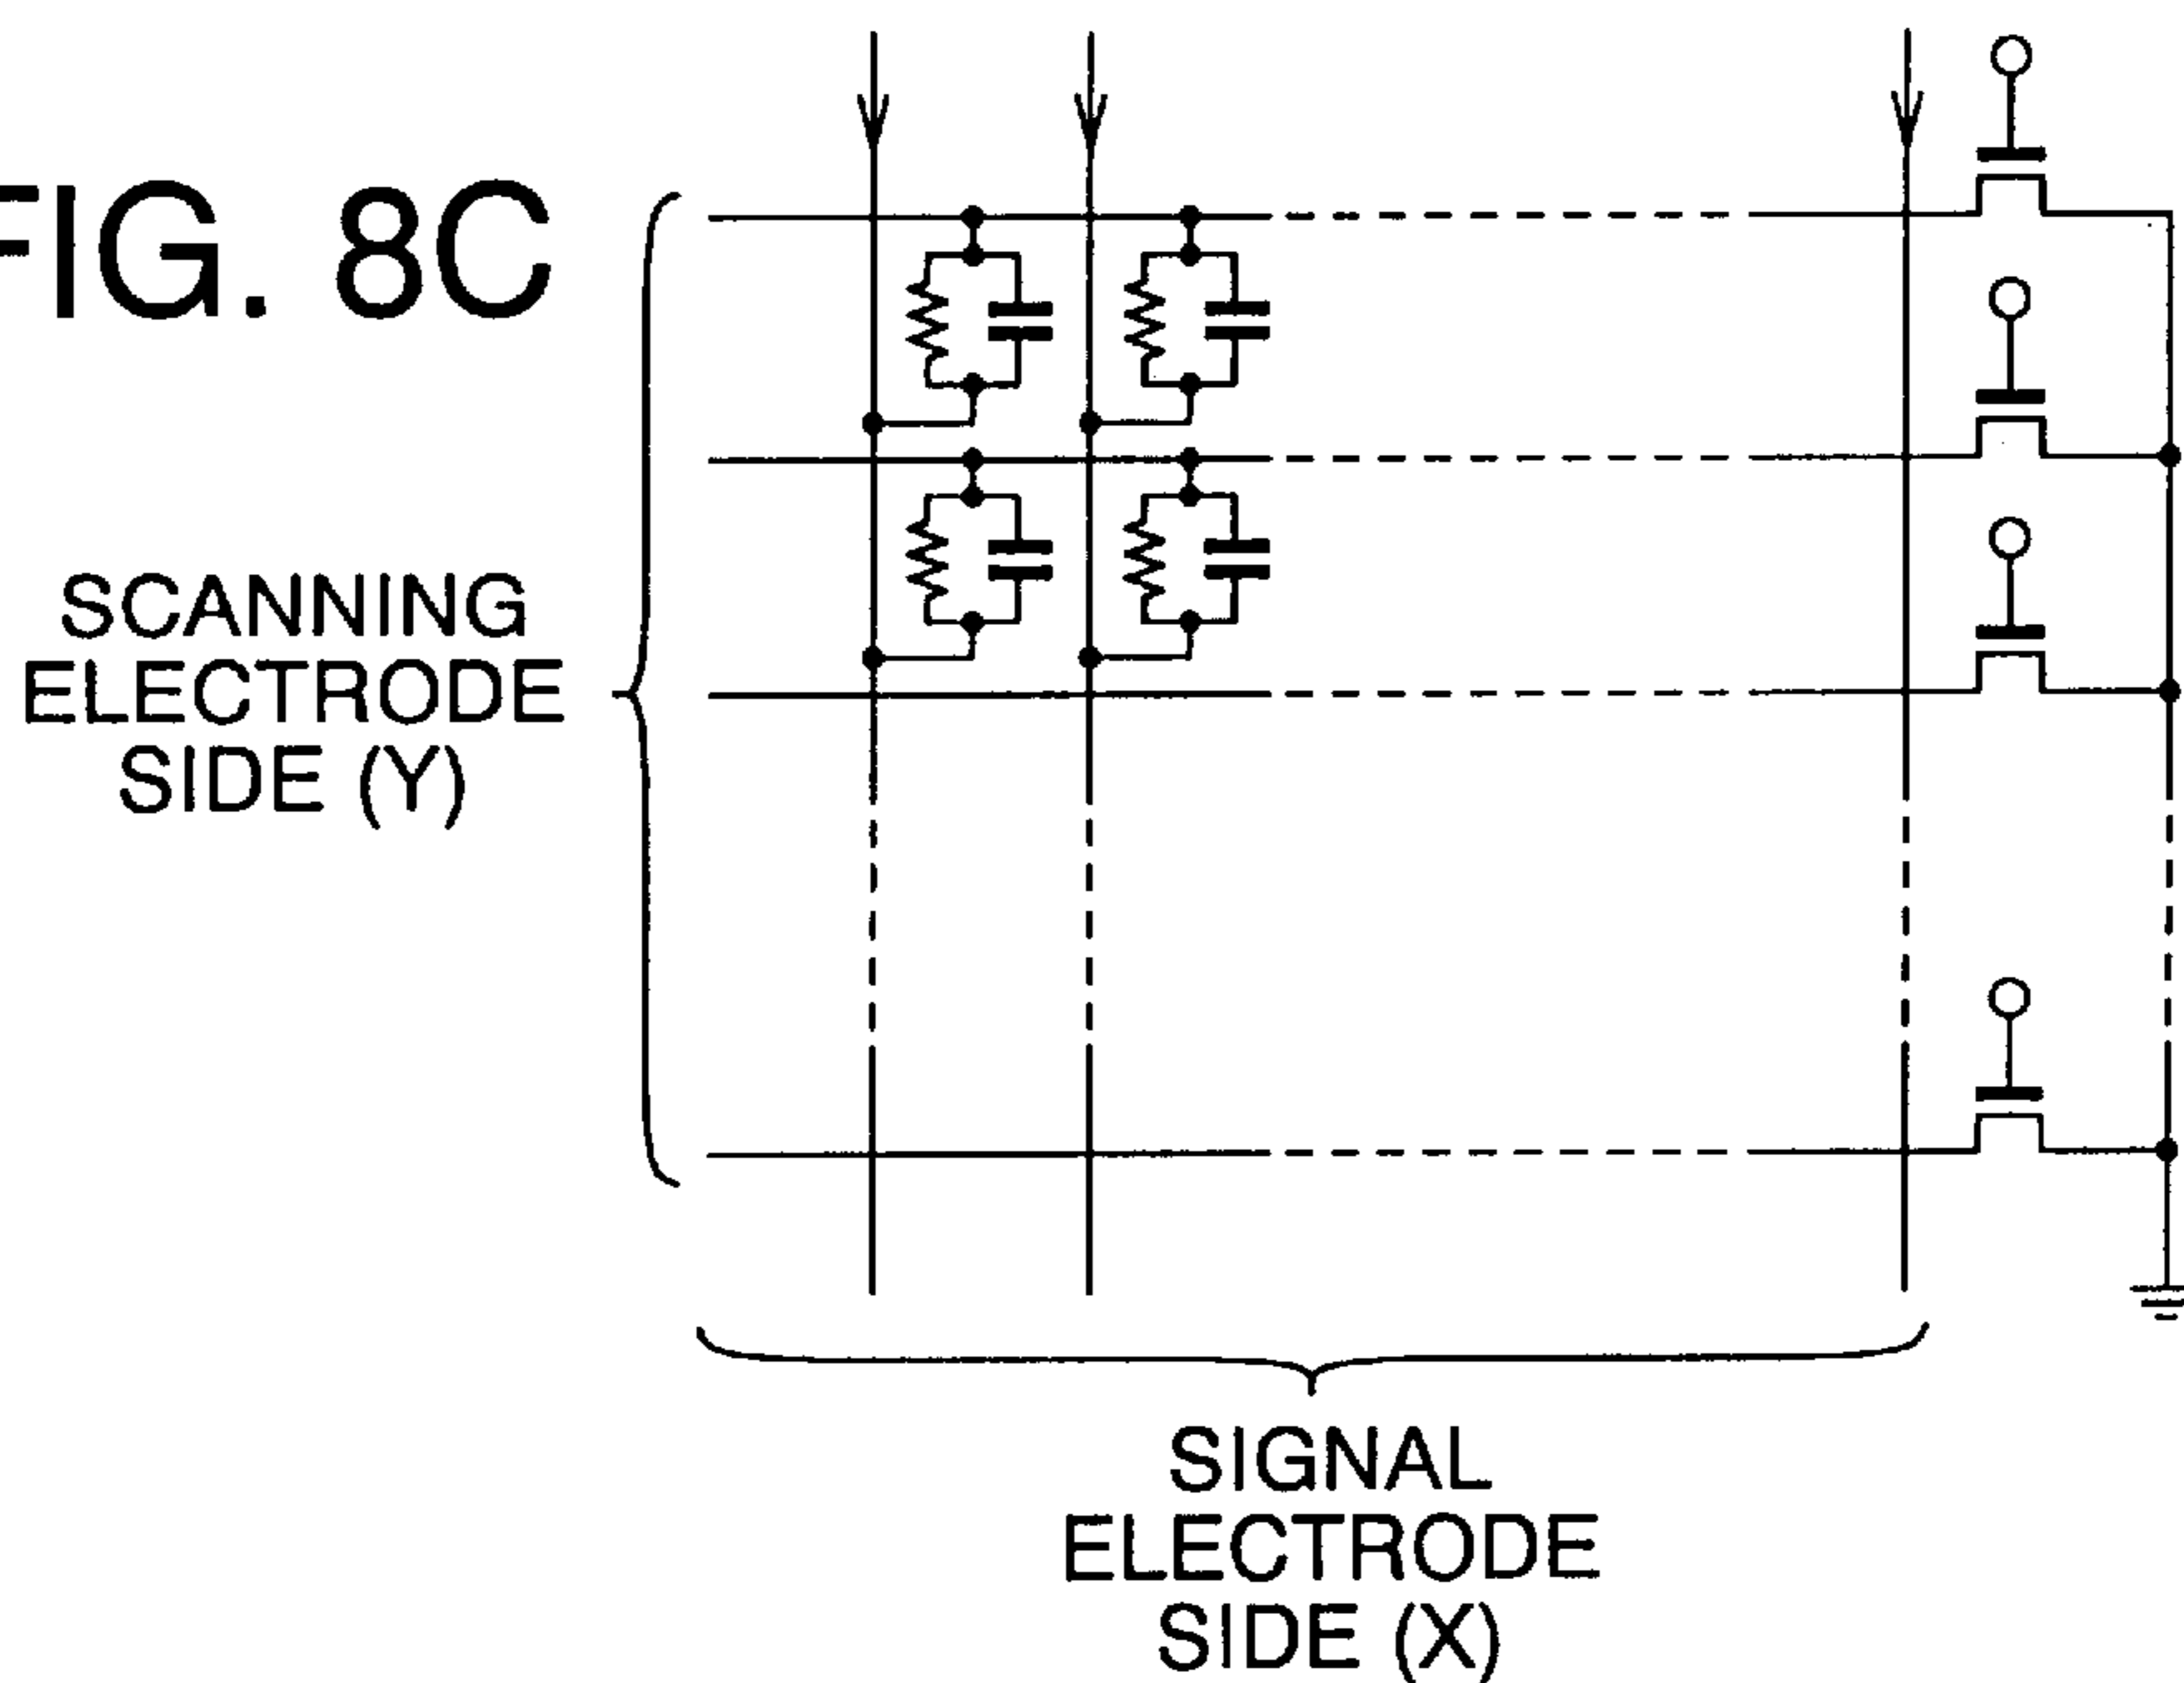 FIG. 8C
SCANNING
ELECTRODE
SIDE (Y)
SIGNAL
ELECTRODE
SIDE (X)